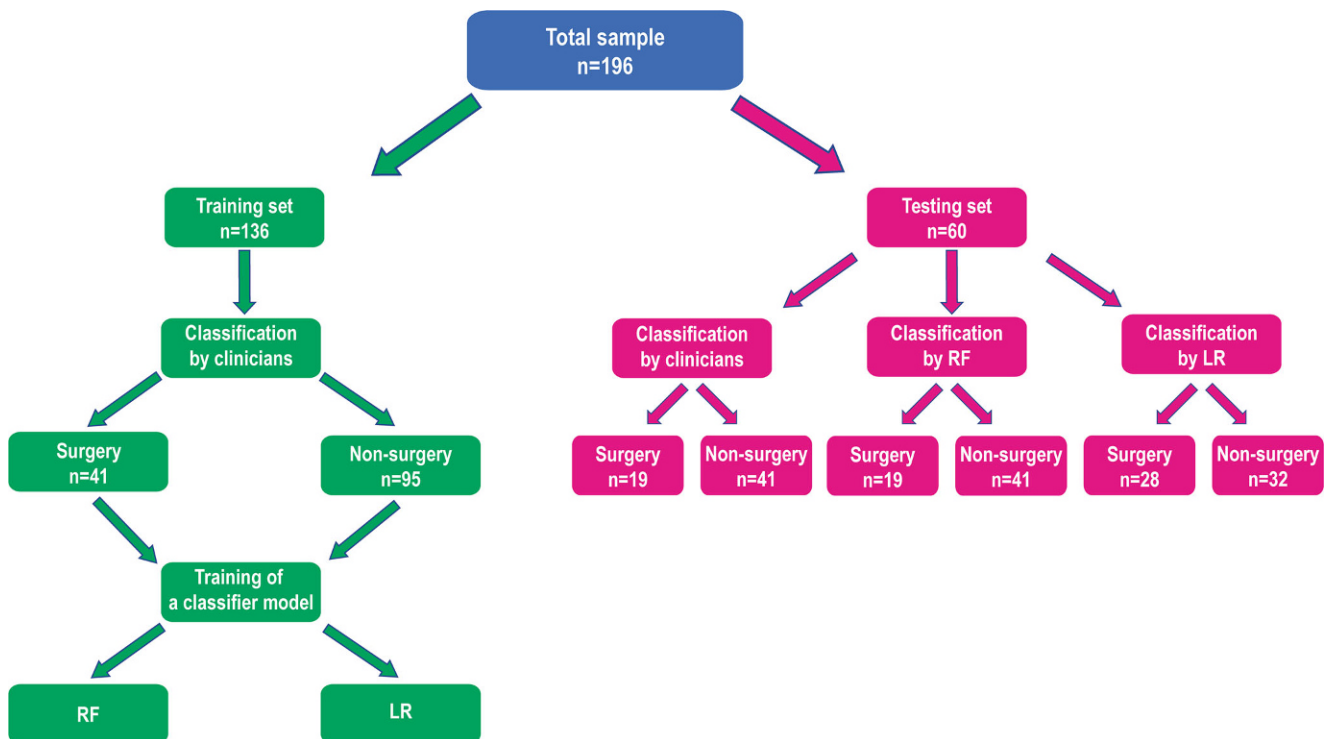 Total sample
n=196
Training set
n=136
Testing set
n=60
Classification
by clinicians
Classification
by clinicians
Classification
by RF
Classification
by LR
Surgery
n=41
Non-surgery
n=95
Surgery
n=19
Non-surgery
n=41
Surgery
n=19
Non-surgery
n=41
Surgery
n=28
Non-surgery
n=32
Training of
a classifier model
RF
LR